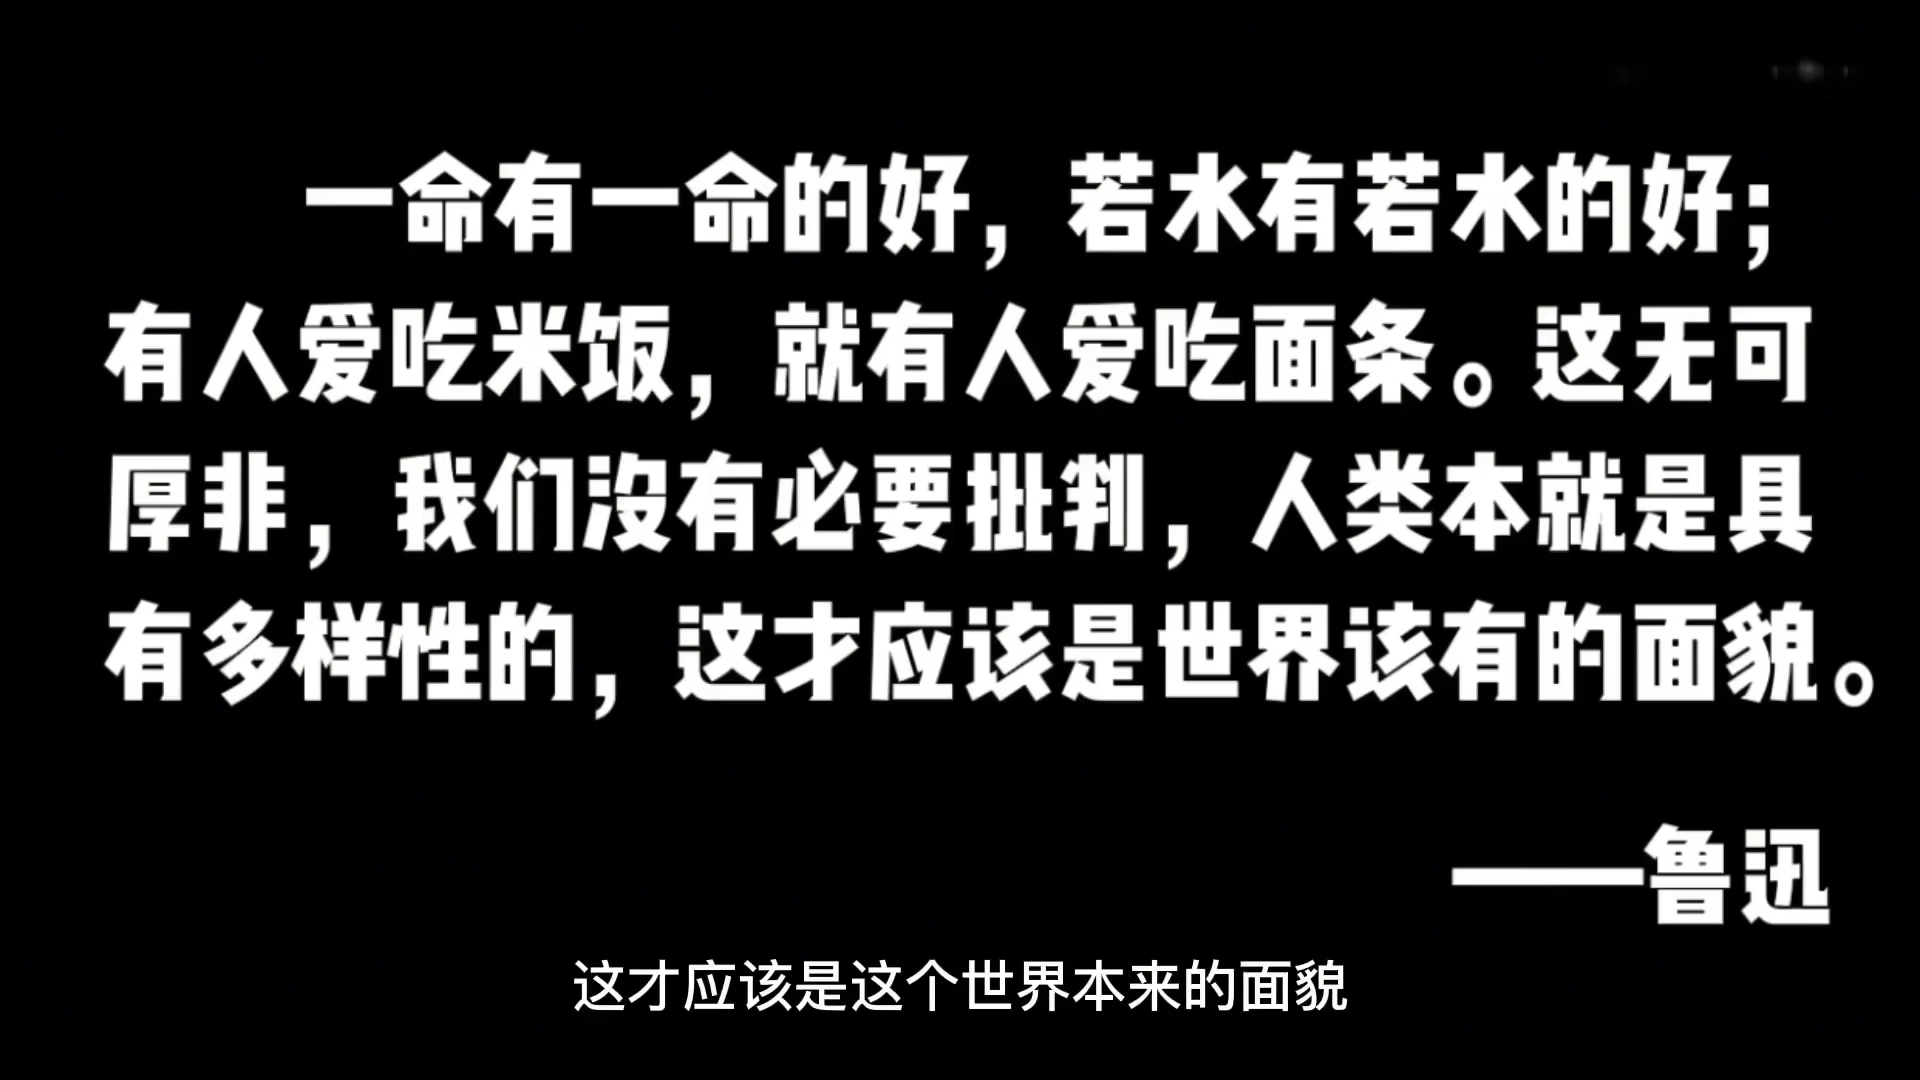 一命有一命的好，若水有若水的好；
有人爱吃米饭，就有人爱吃面条。这无可
厚非，我们没有必要批判，人类本就是具
有多样性的，这才应该是世界该有的面貌。
——鲁迅
这才应该是这个世界本来的面貌